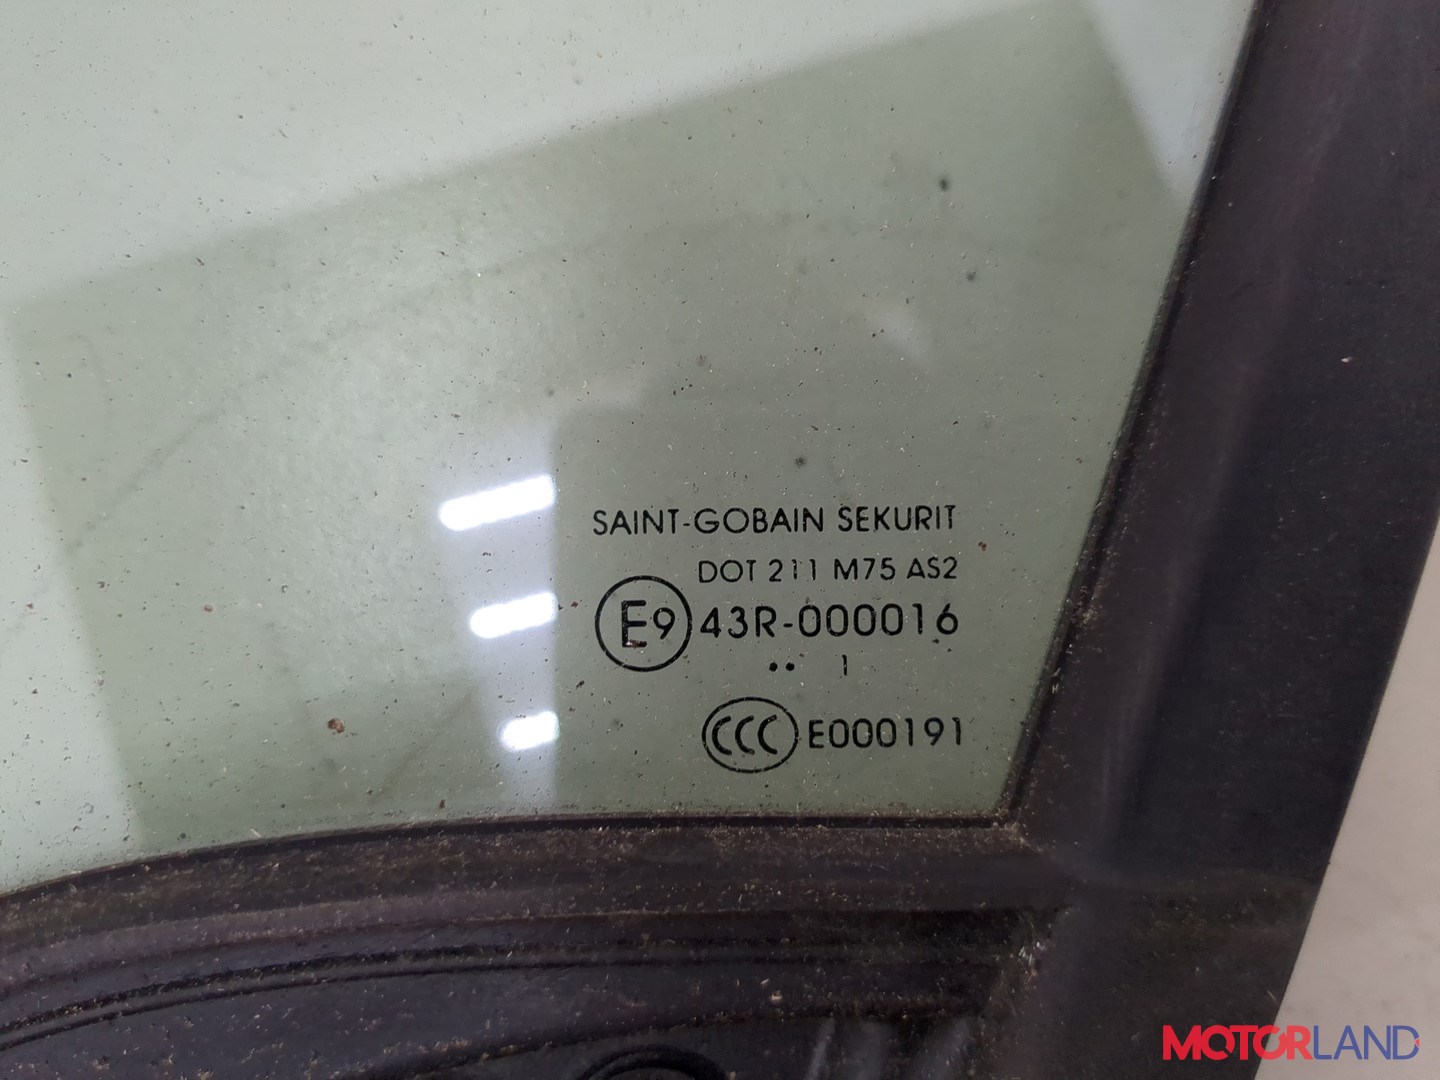 SAINT-GOBAIN SEKURIT
DOT 211 M75 AS2
E9 43R-000016
•• 1
CCC E000191
MOTORLAND